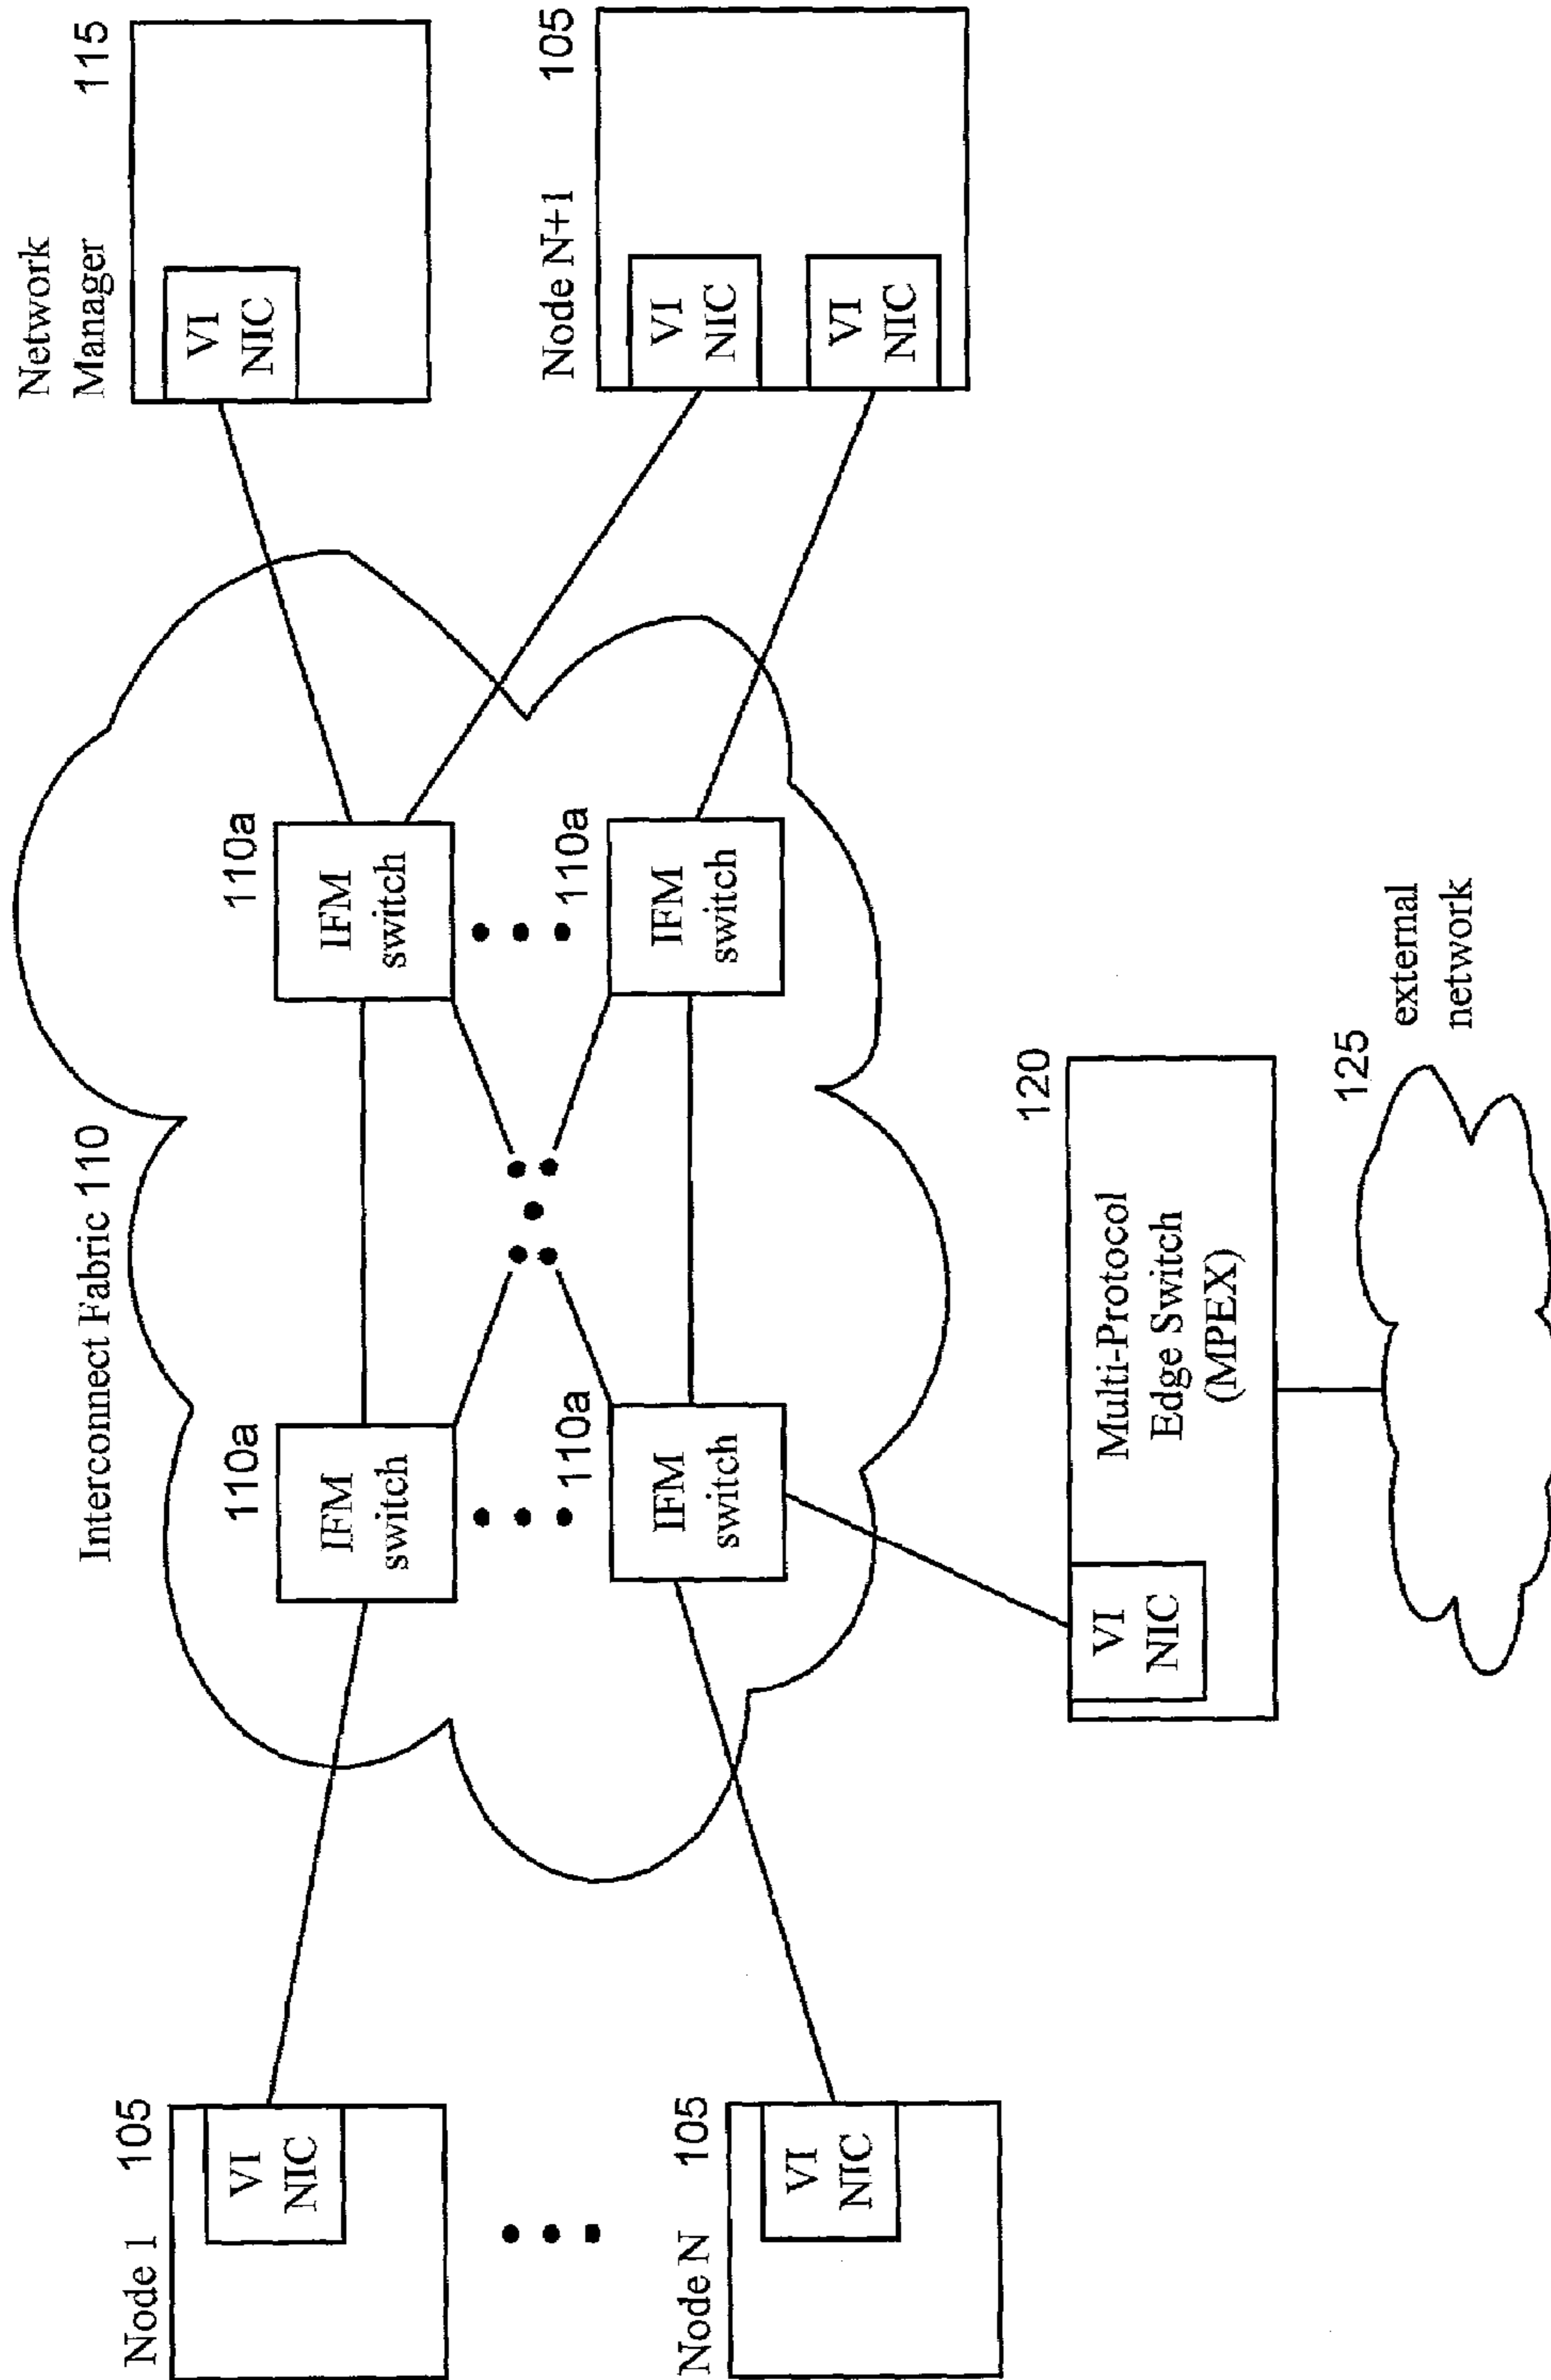 Network
Manager
115
VI
NIC
Node N+1
105
VI
NIC
VI
NIC
Interconnect Fabric 110
110a
IFM
switch
110a
IFM
switch
110a
IFM
switch
110a
IFM
switch
Node 1
105
VI
NIC
Node N
105
VI
NIC
120
VI
NIC
Multi-Protocol
Edge Switch
(MPEX)
125
external
network